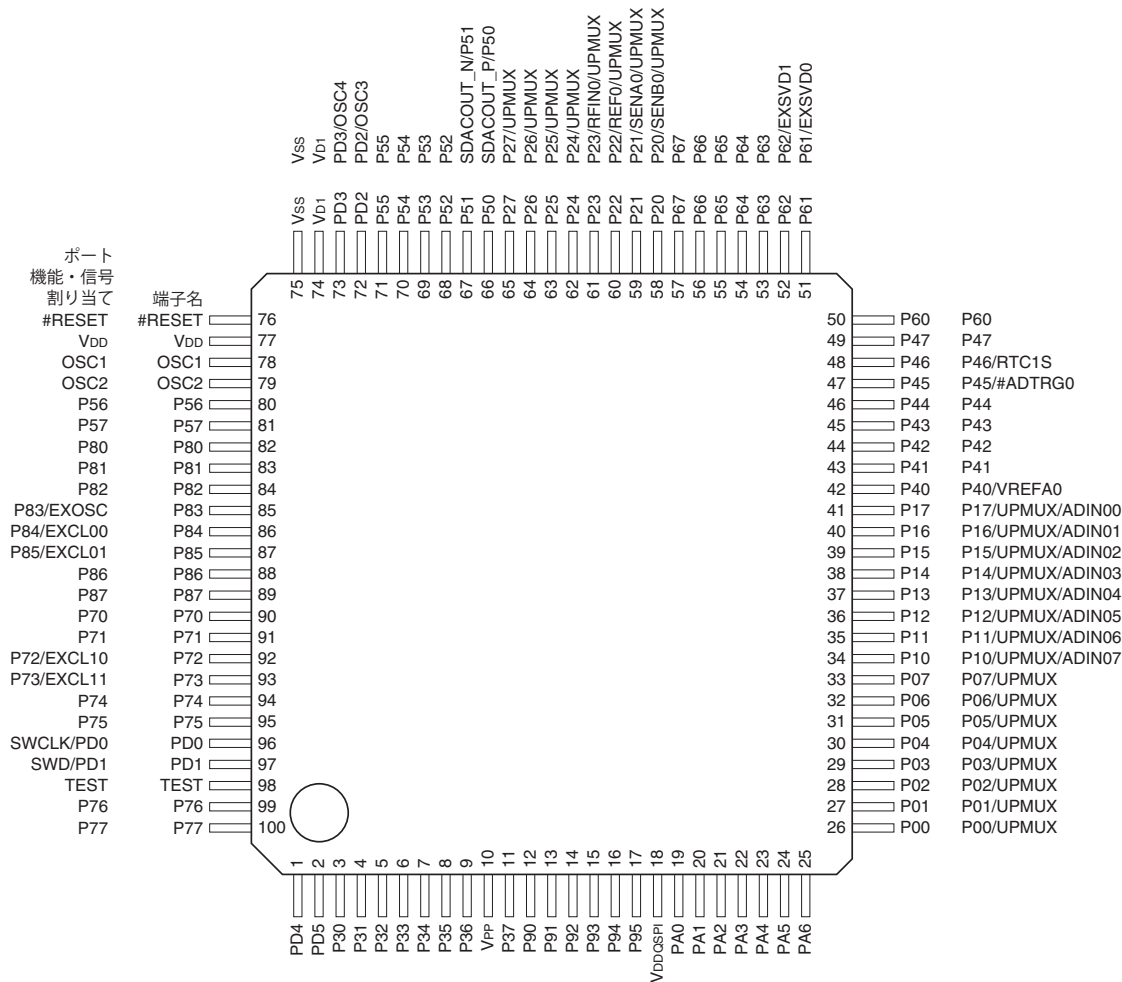 VSS VD1 PD3/OSC4 PD2/OSC3 P55 P54 P53 P52 SDACOUT_N/P51 SDACOUT_P/P50 P27/UPMUX P26/UPMUX P25/UPMUX P24/UPMUX P23/RFIN0/UPMUX P22/REF0/UPMUX P21/SENA0/UPMUX P20/SENB0/UPMUX P67 P66 P65 P64 P63 P62/EXSVD1 P61/EXSVD0
VSS VD1 PD3 PD2 P55 P54 P53 P52 P51 P50 P27 P26 P25 P24 P23 P22 P21 P20 P67 P66 P65 P64 P63 P62 P61
75 74 73 72 71 70 69 68 67 66 65 64 63 62 61 60 59 58 57 56 55 54 53 52 51
ポート
機能・信号
割り当て 端子名
#RESET #RESET 76 50 P60 P60
VDD VDD 77 49 P47 P47
OSC1 OSC1 78 48 P46 P46/RTC1S
OSC2 OSC2 79 47 P45 P45/#ADTRG0
P56 P56 80 46 P44 P44
P57 P57 81 45 P43 P43
P80 P80 82 44 P42 P42
P81 P81 83 43 P41 P41
P82 P82 84 42 P40 P40/VREFA0
P83/EXOSC P83 85 41 P17 P17/UPMUX/ADIN00
P84/EXCL00 P84 86 40 P16 P16/UPMUX/ADIN01
P85/EXCL01 P85 87 39 P15 P15/UPMUX/ADIN02
P86 P86 88 38 P14 P14/UPMUX/ADIN03
P87 P87 89 37 P13 P13/UPMUX/ADIN04
P70 P70 90 36 P12 P12/UPMUX/ADIN05
P71 P71 91 35 P11 P11/UPMUX/ADIN06
P72/EXCL10 P72 92 34 P10 P10/UPMUX/ADIN07
P73/EXCL11 P73 93 33 P07 P07/UPMUX
P74 P74 94 32 P06 P06/UPMUX
P75 P75 95 31 P05 P05/UPMUX
SWCLK/PD0 PD0 96 30 P04 P04/UPMUX
SWD/PD1 PD1 97 29 P03 P03/UPMUX
TEST TEST 98 28 P02 P02/UPMUX
P76 P76 99 27 P01 P01/UPMUX
P77 P77 100 26 P00 P00/UPMUX
1 2 3 4 5 6 7 8 9 10 11 12 13 14 15 16 17 18 19 20 21 22 23 24 25
PD4 PD5 P30 P31 P32 P33 P34 P35 P36 VPP P37 P90 P91 P92 P93 P94 P95 VDDQSPI PA0 PA1 PA2 PA3 PA4 PA5 PA6